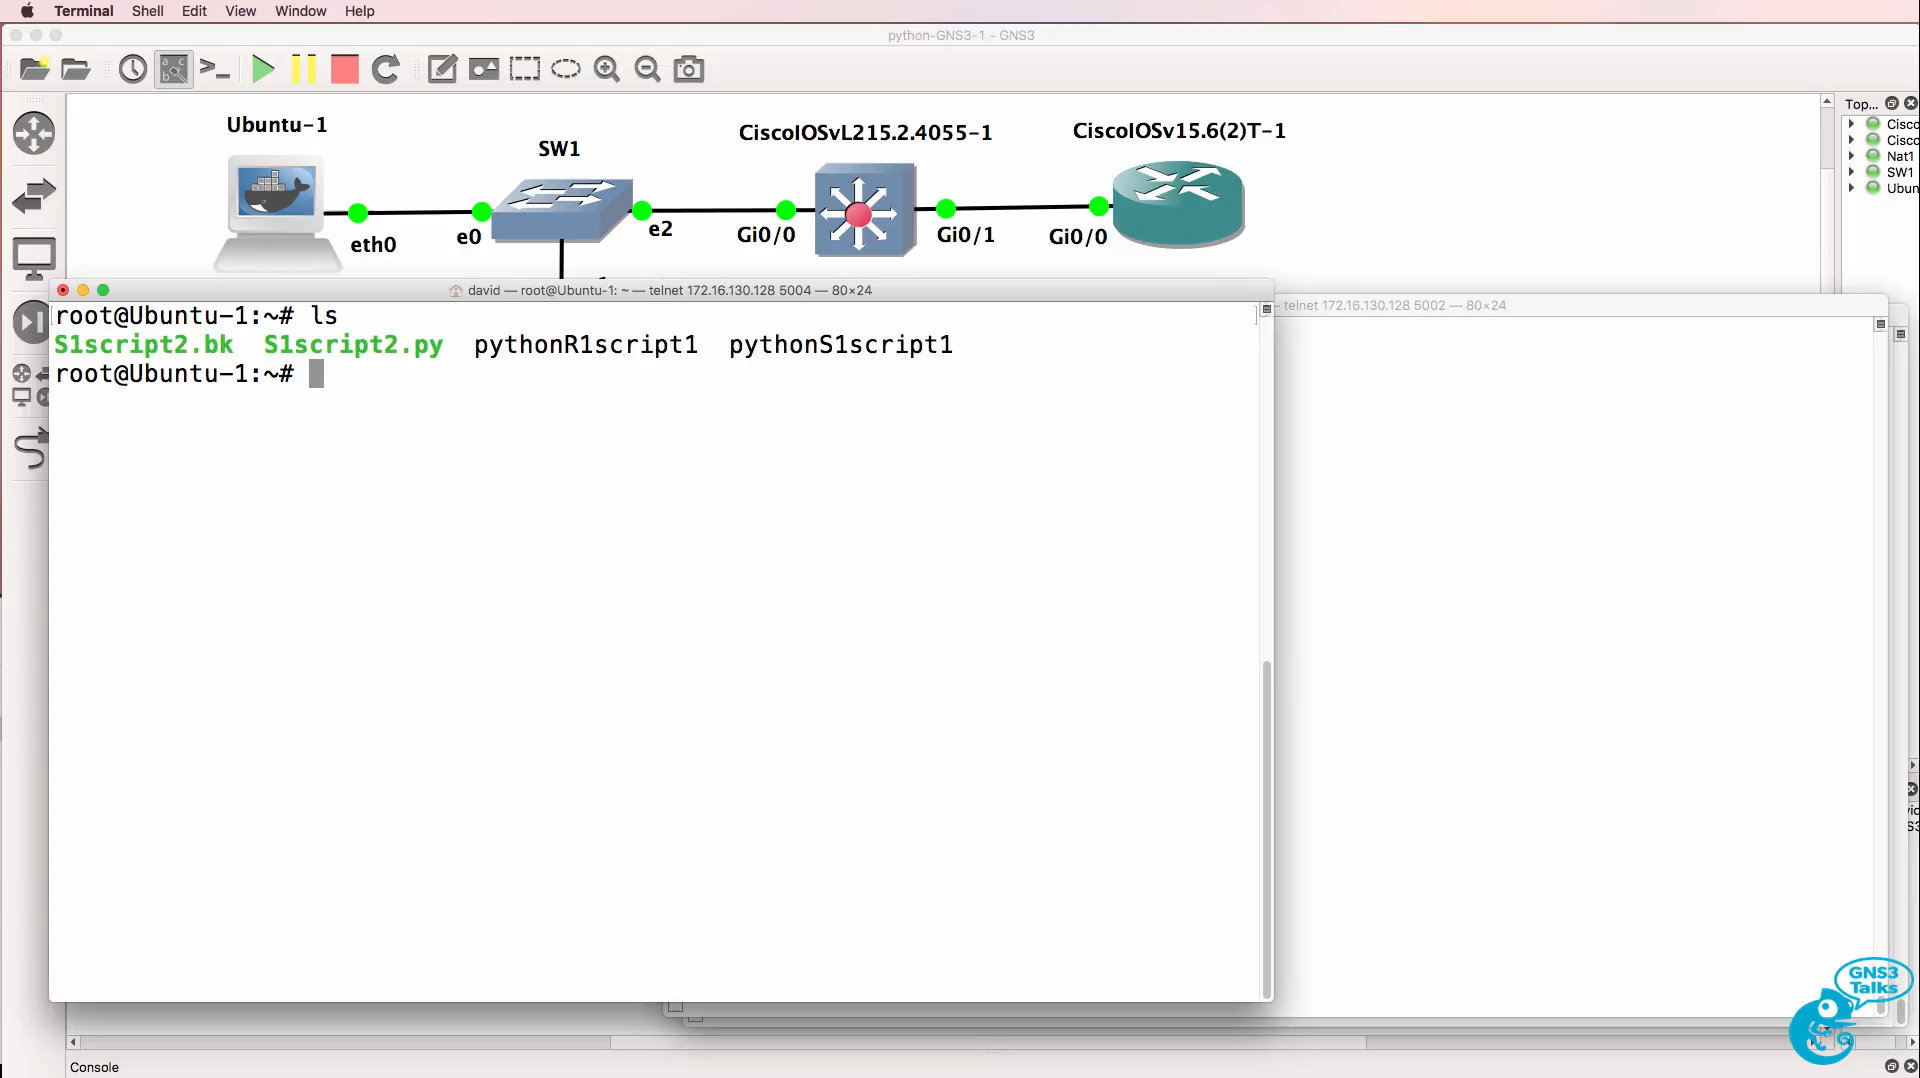 Terminal Shell Edit View Window Help
python-GNS3-1 - GNS3
Ubuntu-1
SW1
CiscoIOSvL215.2.4055-1
CiscoIOSv15.6(2)T-1
eth0
e0
e2
Gi0/0
Gi0/1
Gi0/0
Top...
Cisco
Cisco
Nat1
SW1
Ubun
david — root@Ubuntu-1: ~ — telnet 172.16.130.128 5004 — 80×24
telnet 172.16.130.128 5002 — 80×24
root@Ubuntu-1:~# ls
S1script2.bk S1script2.py pythonR1script1 pythonS1script1
root@Ubuntu-1:~#
GNS3
Talks
Console